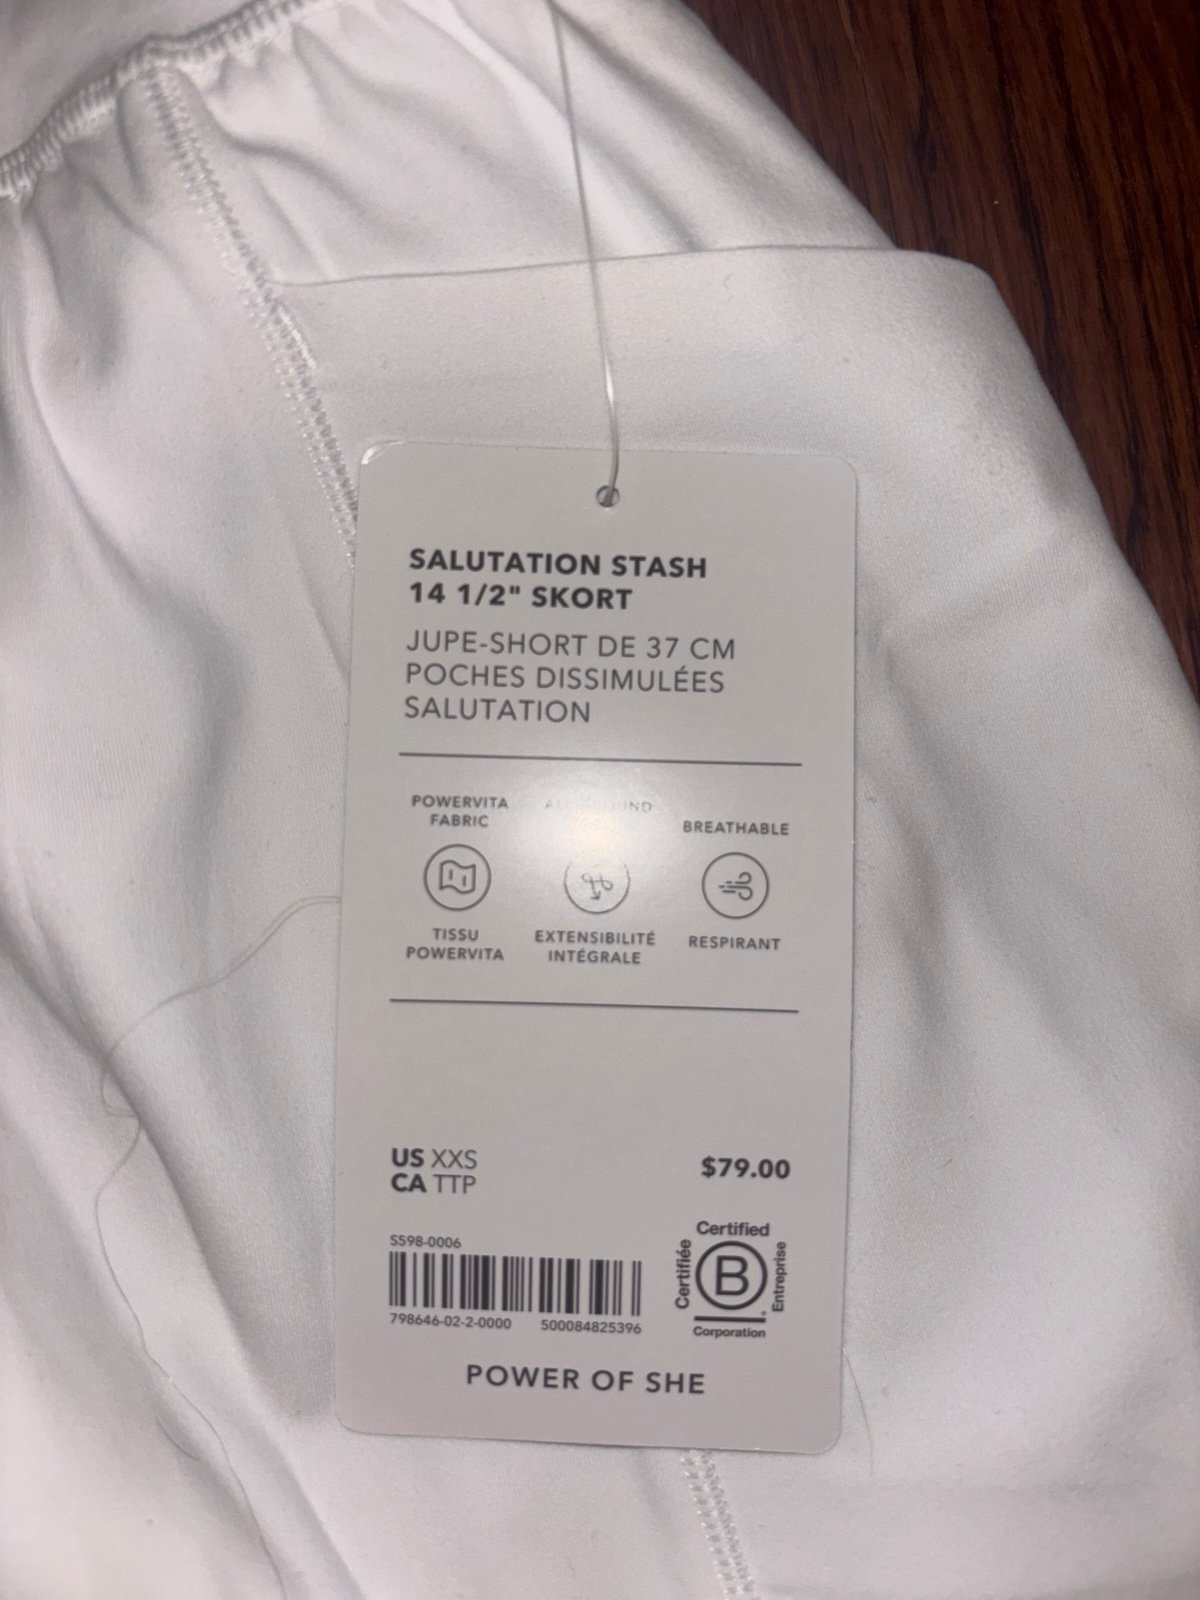 SALUTATION STASH
14 1/2" SKORT
JUPE-SHORT DE 37 CM
POCHES DISSIMULÉES
SALUTATION
POWERVITA
FABRIC
BREATHABLE
TISSU
POWERVITA
EXTENSIBILITÉ
INTÉGRALE
RESPIRANT
US XXS
CA TTP
$79.00
S598-0006
798646-02-2-0000 500084825396
Certified
Certifiée
B
Entreprise
Corporation
POWER OF SHE